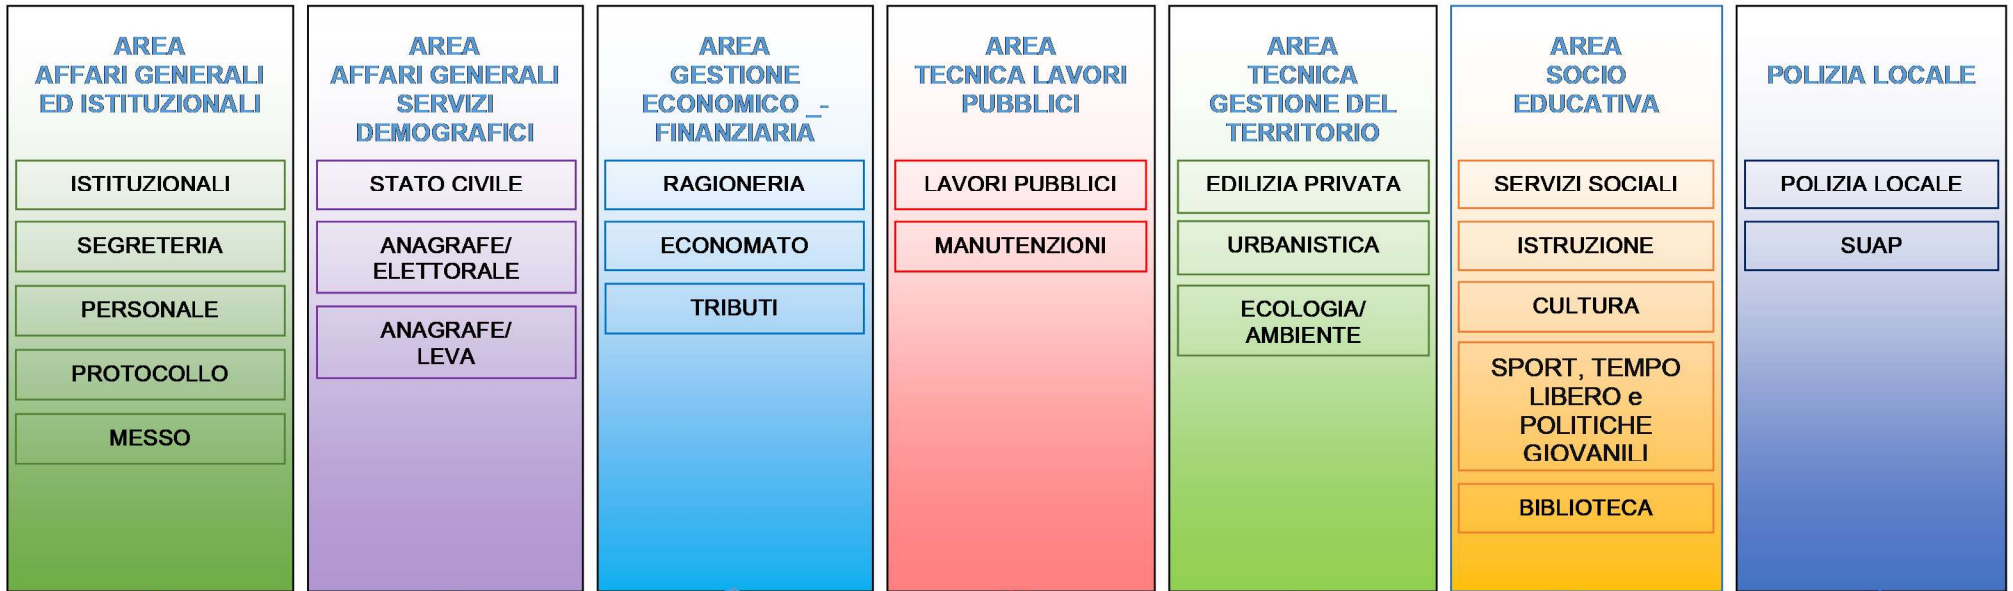 AREA
AFFARI GENERALI
ED ISTITUZIONALI
ISTITUZIONALI
SEGRETERIA
PERSONALE
PROTOCOLLO
MESSO
AREA
AFFARI GENERALI
SERVIZI
DEMOGRAFICI
STATO CIVILE
ANAGRAFE/
ELETTORALE
ANAGRAFE/
LEVA
AREA
GESTIONE
ECONOMICO _-
FINANZIARIA
RAGIONERIA
ECONOMATO
TRIBUTI
AREA
TECNICA LAVORI
PUBBLICI
LAVORI PUBBLICI
MANUTENZIONI
AREA
TECNICA
GESTIONE DEL
TERRITORIO
EDILIZIA PRIVATA
URBANISTICA
ECOLOGIA/
AMBIENTE
AREA
SOCIO
EDUCATIVA
SERVIZI SOCIALI
ISTRUZIONE
CULTURA
SPORT, TEMPO
LIBERO e
POLITICHE
GIOVANILI
BIBLIOTECA
POLIZIA LOCALE
POLIZIA LOCALE
SUAP